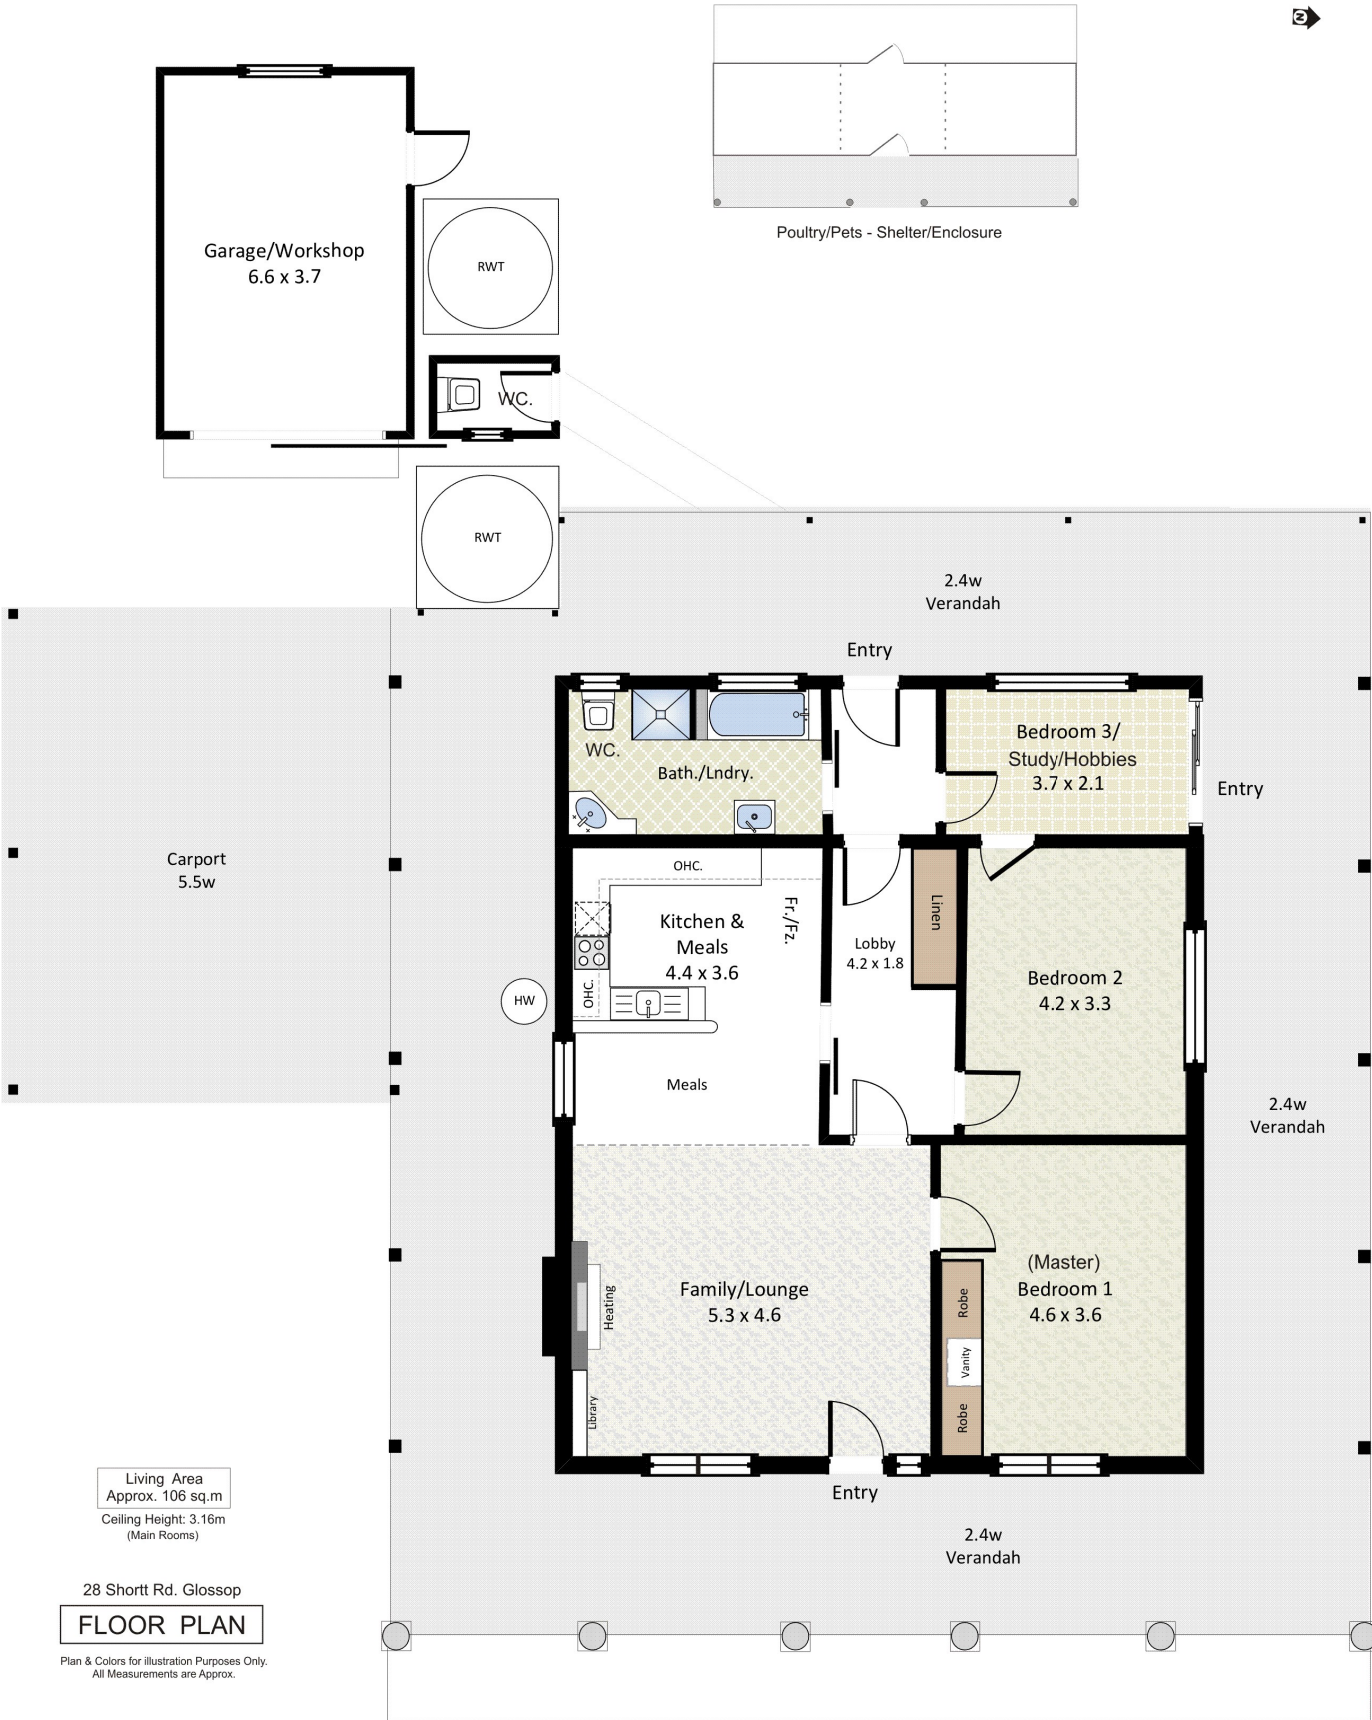 N
Garage/Workshop
6.6 x 3.7
RWT
Poultry/Pets - Shelter/Enclosure
WC.
RWT
2.4w
Verandah
Entry
WC.
Bath./Lndry.
Bedroom 3/
Study/Hobbies
3.7 x 2.1
Entry
Carport
5.5w
OHC.
Kitchen &
Meals
4.4 x 3.6
Fr./Fz.
OHC.
HW
Meals
Linen
Lobby
4.2 x 1.8
Bedroom 2
4.2 x 3.3
2.4w
Verandah
Family/Lounge
5.3 x 4.6
Heating
Library
(Master)
Bedroom 1
4.6 x 3.6
Robe
Vanity
Robe
Entry
2.4w
Verandah
Living Area
Approx. 106 sq.m
Ceiling Height: 3.16m
(Main Rooms)
28 Shortt Rd. Glossop
FLOOR PLAN
Plan & Colors for illustration Purposes Only.
All Measurements are Approx.